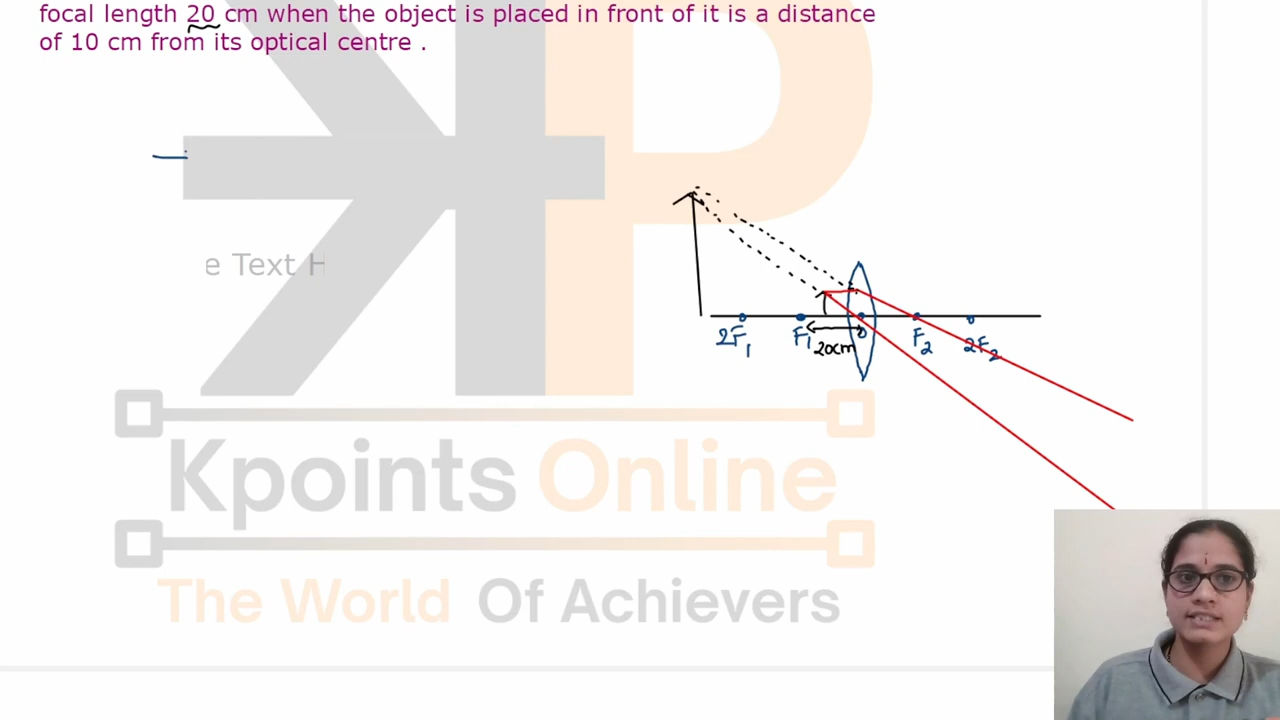 focal length 20 cm when the object is placed in front of it is a distance
of 10 cm from its optical centre .
e Text H
2F1 F1 O F2 2F2
20cm
Kpoints Online
The World Of Achievers